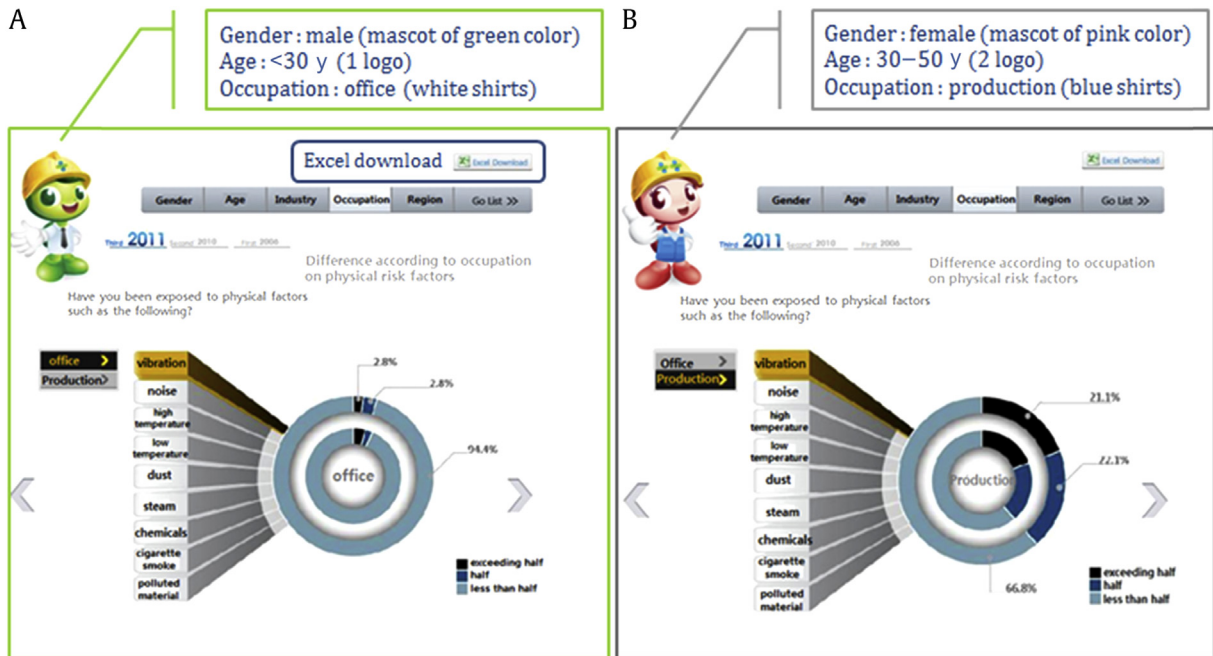 A
Gender : male (mascot of green color)
Age : <30 y (1 logo)
Occupation : office (white shirts)
Excel download
Excel Download
Gender Age Industry Occupation Region Go List >>
Third 2011 Second 2010 First 2006
Difference according to occupation
on physical risk factors
Have you been exposed to physical factors
such as the following?
office >
Production >
vibration
noise
high
temperature
low
temperature
dust
steam
chemicals
cigarette
smoke
polluted
material
2.8%
2.8%
94.4%
office
exceeding half
half
less than half
B
Gender : female (mascot of pink color)
Age : 30–50 y (2 logo)
Occupation : production (blue shirts)
Excel Download
Gender Age Industry Occupation Region Go List >>
Third 2011 Second 2010 First 2006
Difference according to occupation
on physical risk factors
Have you been exposed to physical factors
such as the following?
Office >
Production >
vibration
noise
high
temperature
low
temperature
dust
steam
chemicals
cigarette
smoke
polluted
material
21.1%
22.1%
66.8%
Production
exceeding half
half
less than half